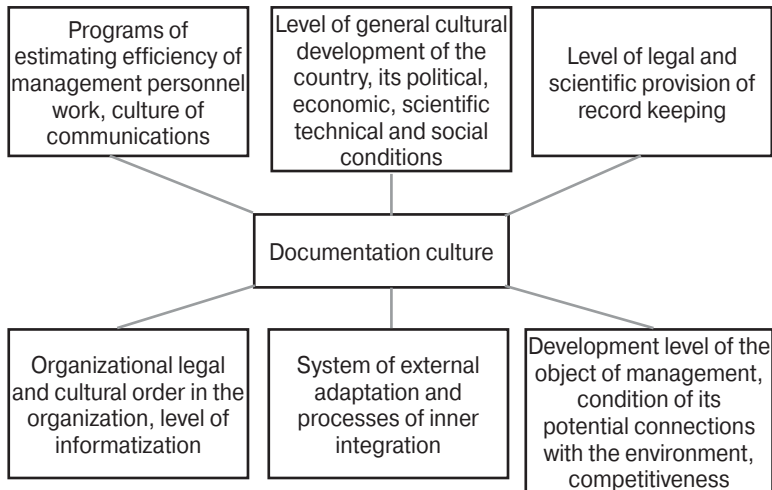 Programs of
estimating efficiency of
management personnel
work, culture of
communications
Level of general cultural
development of the
country, its political,
economic, scientific
technical and social
conditions
Level of legal and
scientific provision of
record keeping
Documentation culture
Organizational legal
and cultural order in the
organization, level of
informatization
System of external
adaptation and
processes of inner
integration
Development level of the
object of management,
condition of its
potential connections
with the environment,
competitiveness